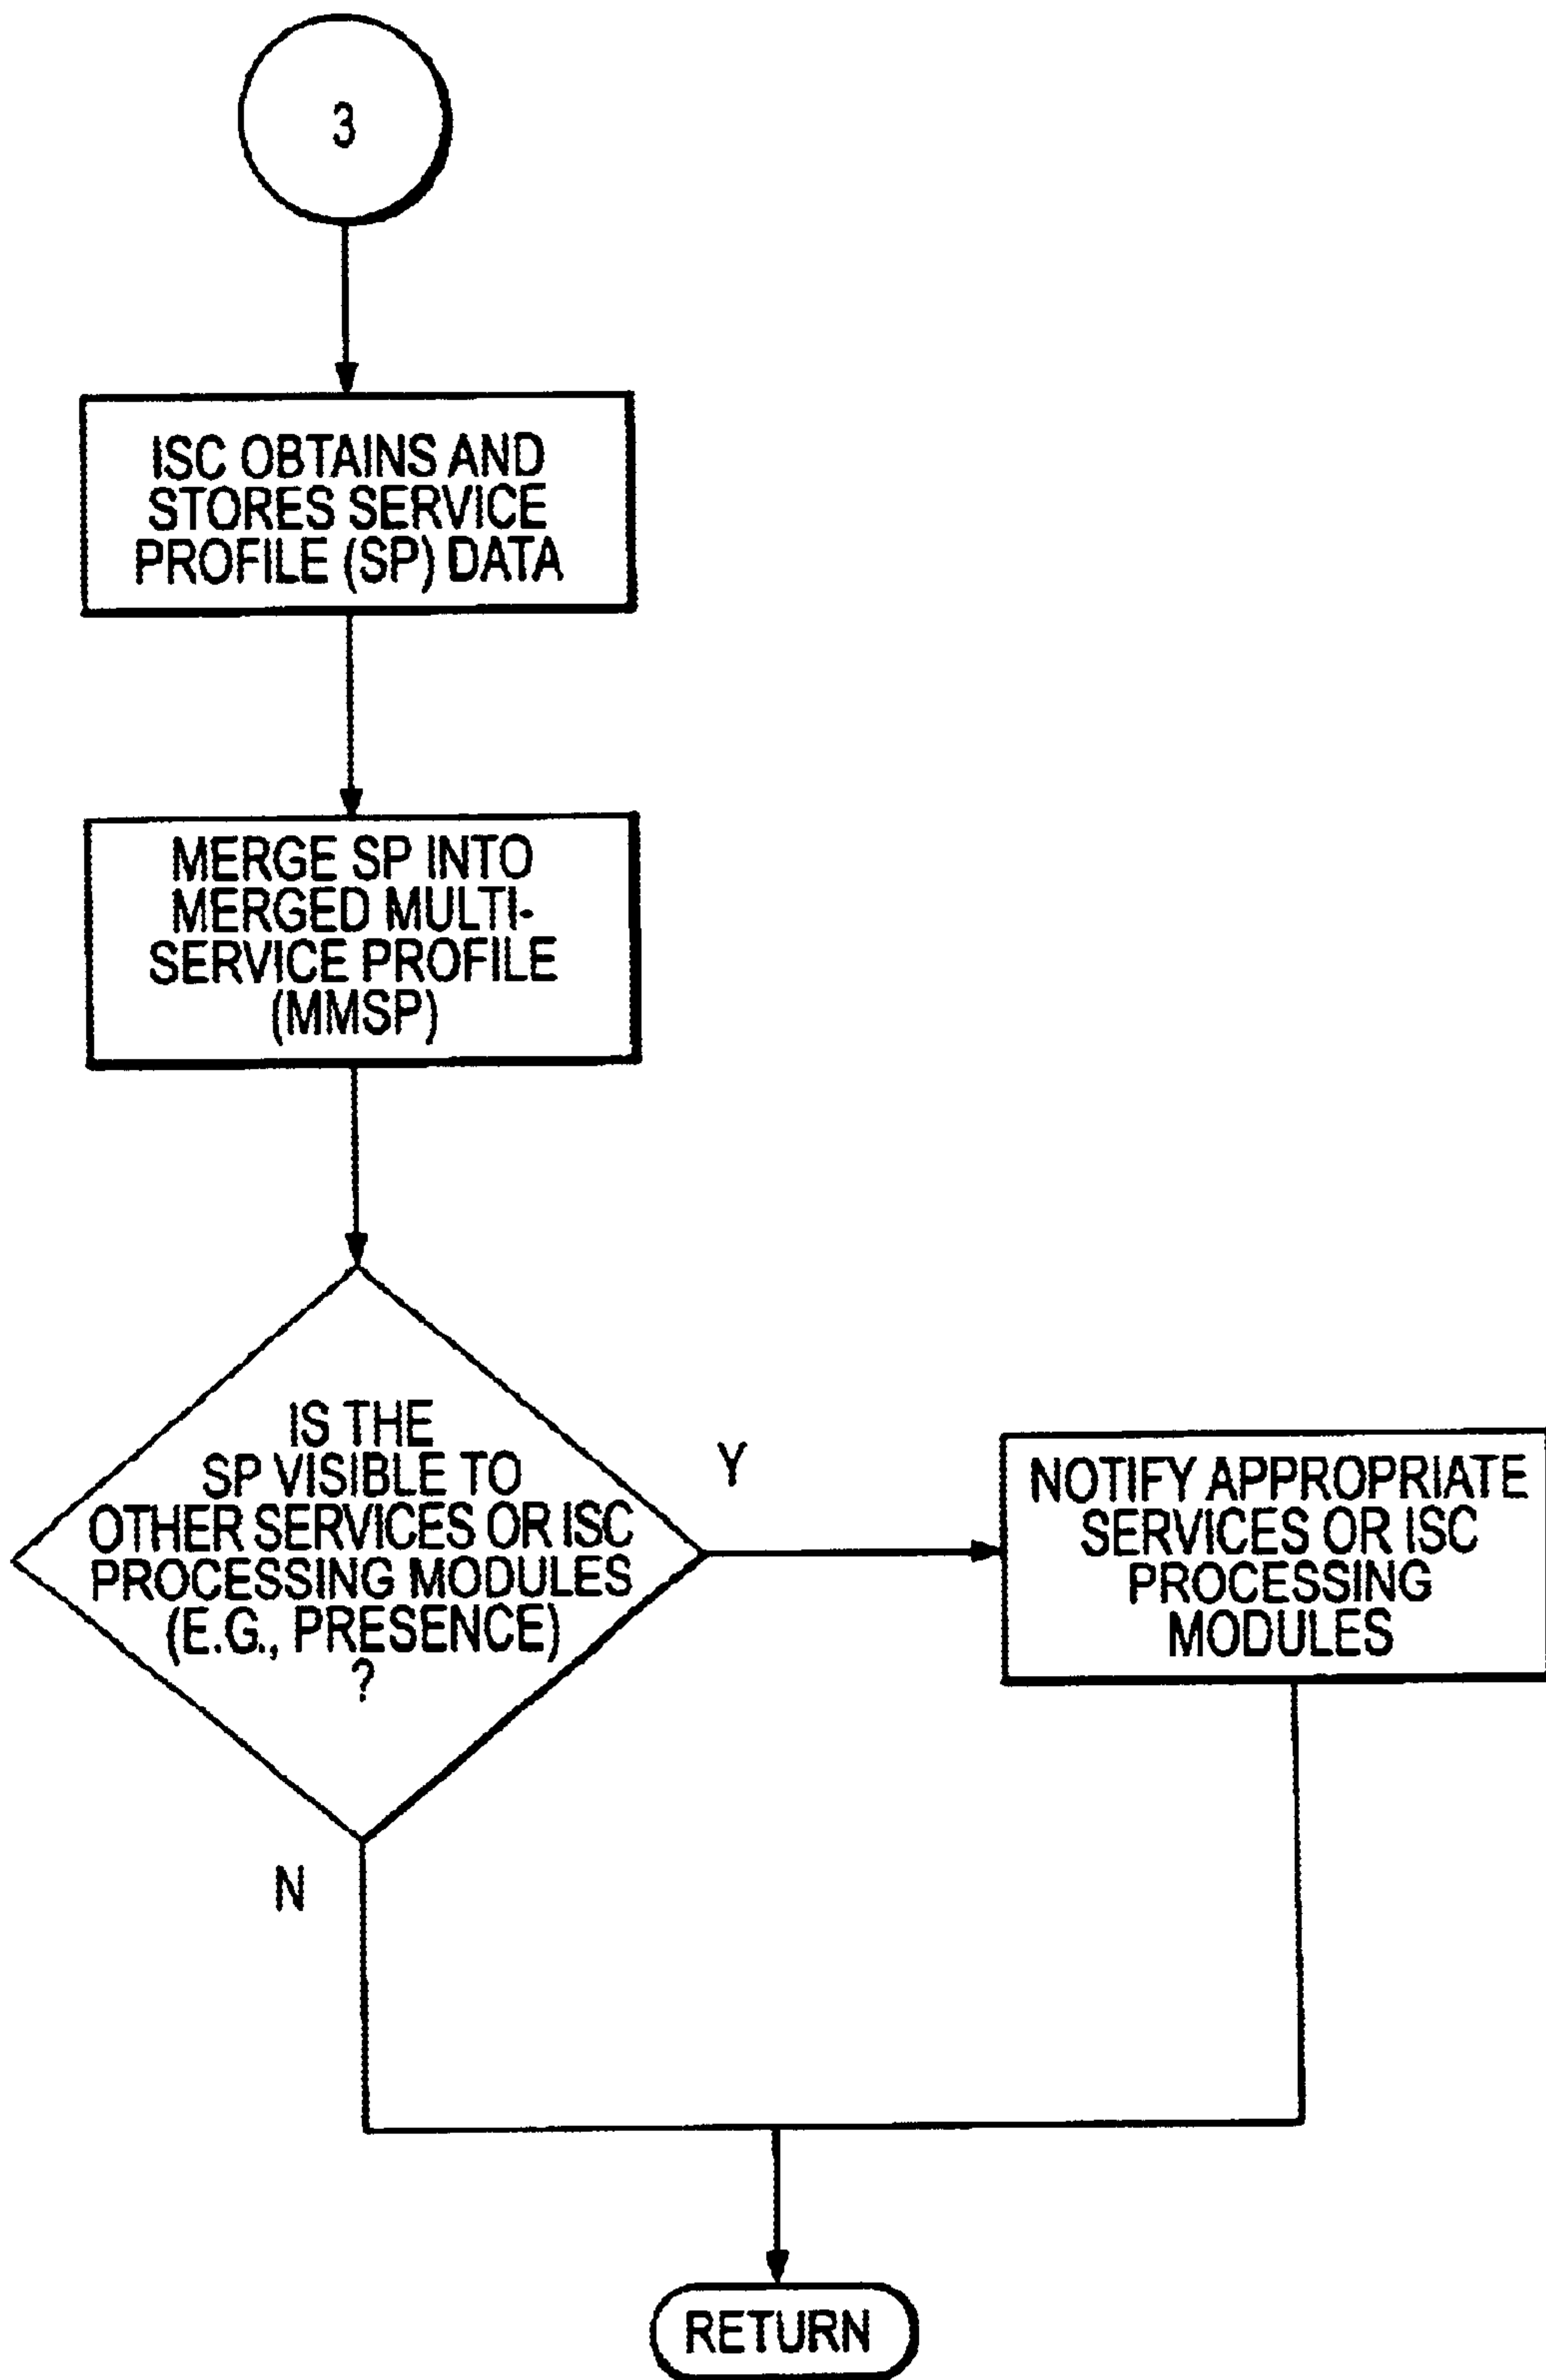 3
ISC OBTAINS AND
STORES SERVICE
PROFILE (SP) DATA
MERGE SP INTO
MERGED MULTI-
SERVICE PROFILE
(MMSP)
IS THE
SP VISIBLE TO
OTHER SERVICES OR ISC
PROCESSING MODULES
(E.G., PRESENCE)
?
Y
NOTIFY APPROPRIATE
SERVICES OR ISC
PROCESSING
MODULES
N
RETURN